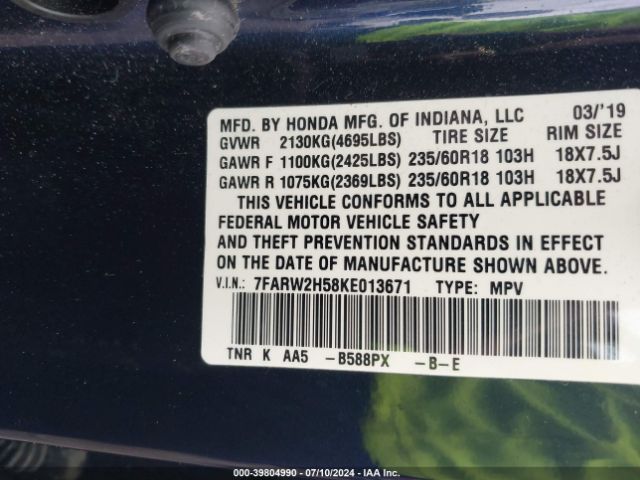 MFD. BY HONDA MFG. OF INDIANA, LLC 03/'19
GVWR 2130KG(4695LBS) TIRE SIZE RIM SIZE
GAWR F 1100KG(2425LBS) 235/60R18 103H 18X7.5J
GAWR R 1075KG(2369LBS) 235/60R18 103H 18X7.5J
THIS VEHICLE CONFORMS TO ALL APPLICABLE
FEDERAL MOTOR VEHICLE SAFETY
AND THEFT PREVENTION STANDARDS IN EFFECT
ON THE DATE OF MANUFACTURE SHOWN ABOVE.
V.I.N.: 7FARW2H58KE013671 TYPE: MPV
TNR K AA5 -B588PX -B-E
000-39804990 - 07/10/2024 - IAA Inc.